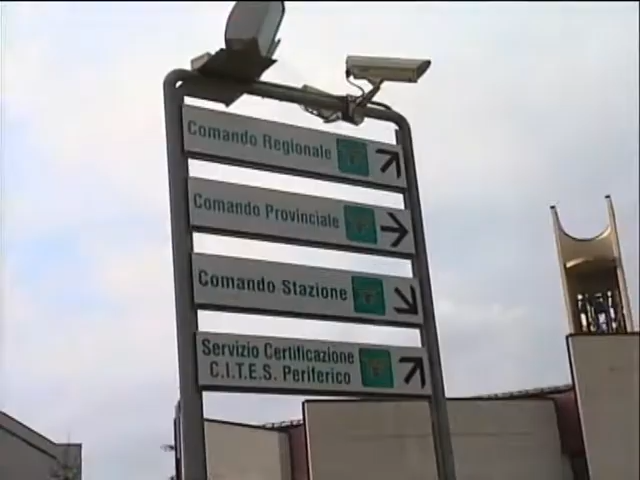 Comando Regionale
Comando Provinciale
Comando Stazione
Servizio Certificazione
C.I.T.E.S. Periferico